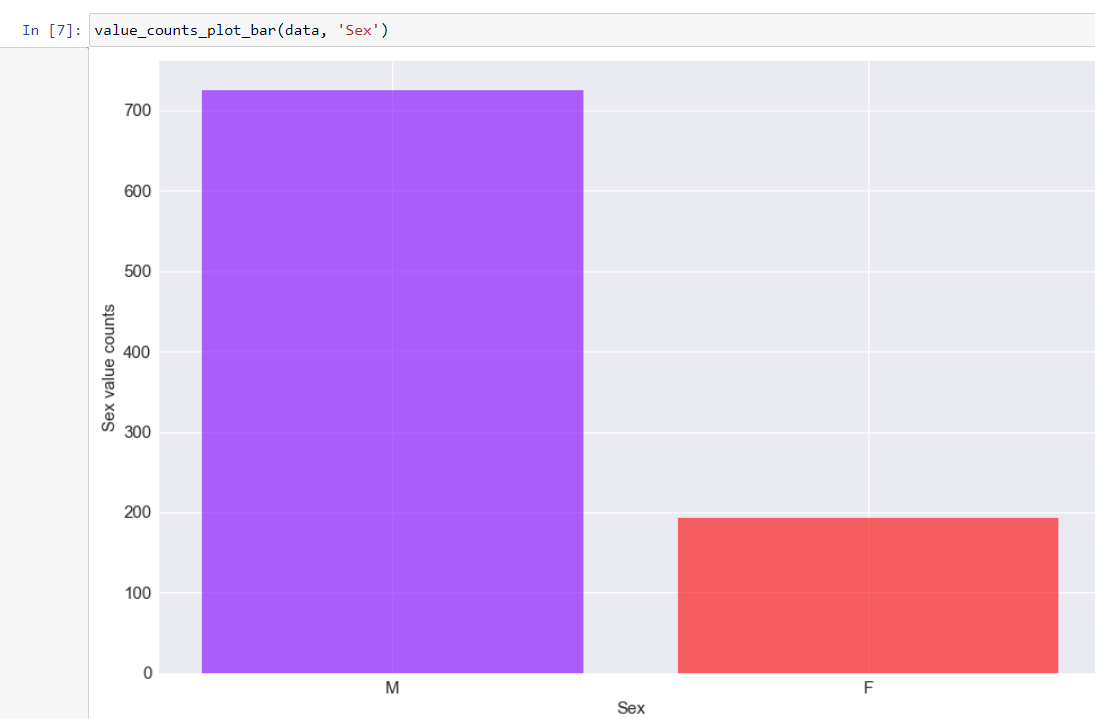 In [7]: value_counts_plot_bar(data, 'Sex')
700
600
500
400
300
200
100
0
Sex value counts
M F
Sex